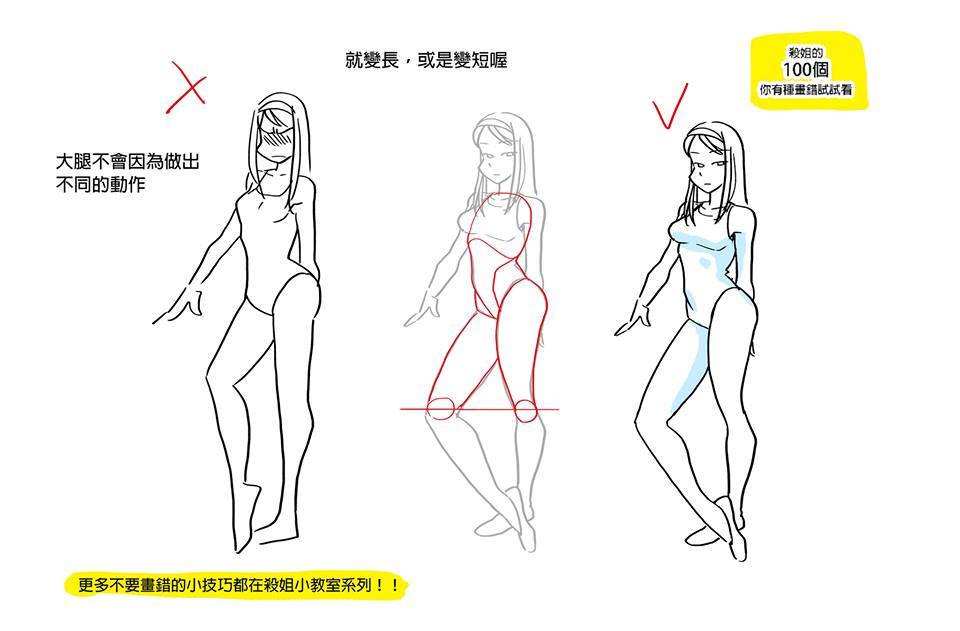 大腿不會因為做出
不同的動作
就變長，或是變短喔
殺姐的
100個
你有種畫錯試試看
更多不要畫錯的小技巧都在殺姐小教室系列！！